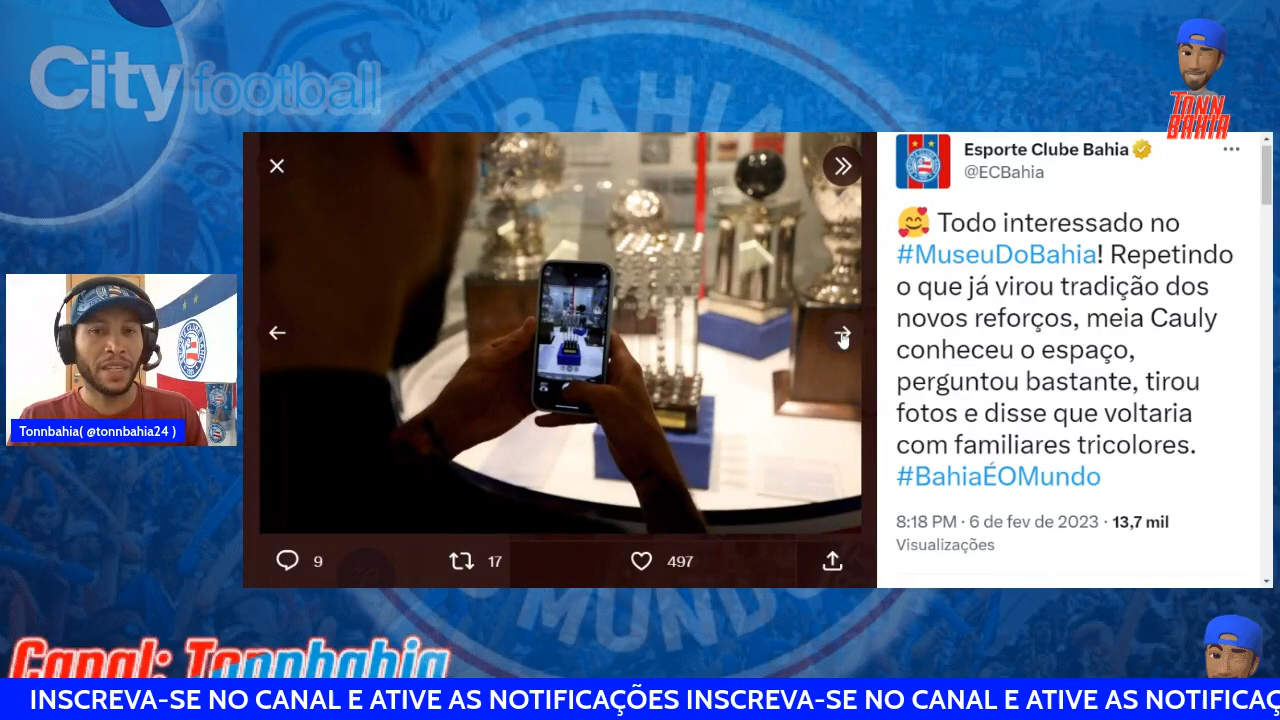 City football
BAHIA
TONN
BAHIA
Esporte Clube Bahia
@ECBahia
Todo interessado no
#MuseuDoBahia! Repetindo
o que já virou tradição dos
novos reforços, meia Cauly
conheceu o espaço,
perguntou bastante, tirou
fotos e disse que voltaria
com familiares tricolores.
#BahiaÉOMundo
8:18 PM · 6 de fev de 2023 · 13,7 mil
Visualizações
9
17
497
Tonnbahia( @tonnbahia24 )
MUNDO
Canal: Tonnbahia
INSCREVA-SE NO CANAL E ATIVE AS NOTIFICAÇÕES INSCREVA-SE NO CANAL E ATIVE AS NOTIFICAÇ